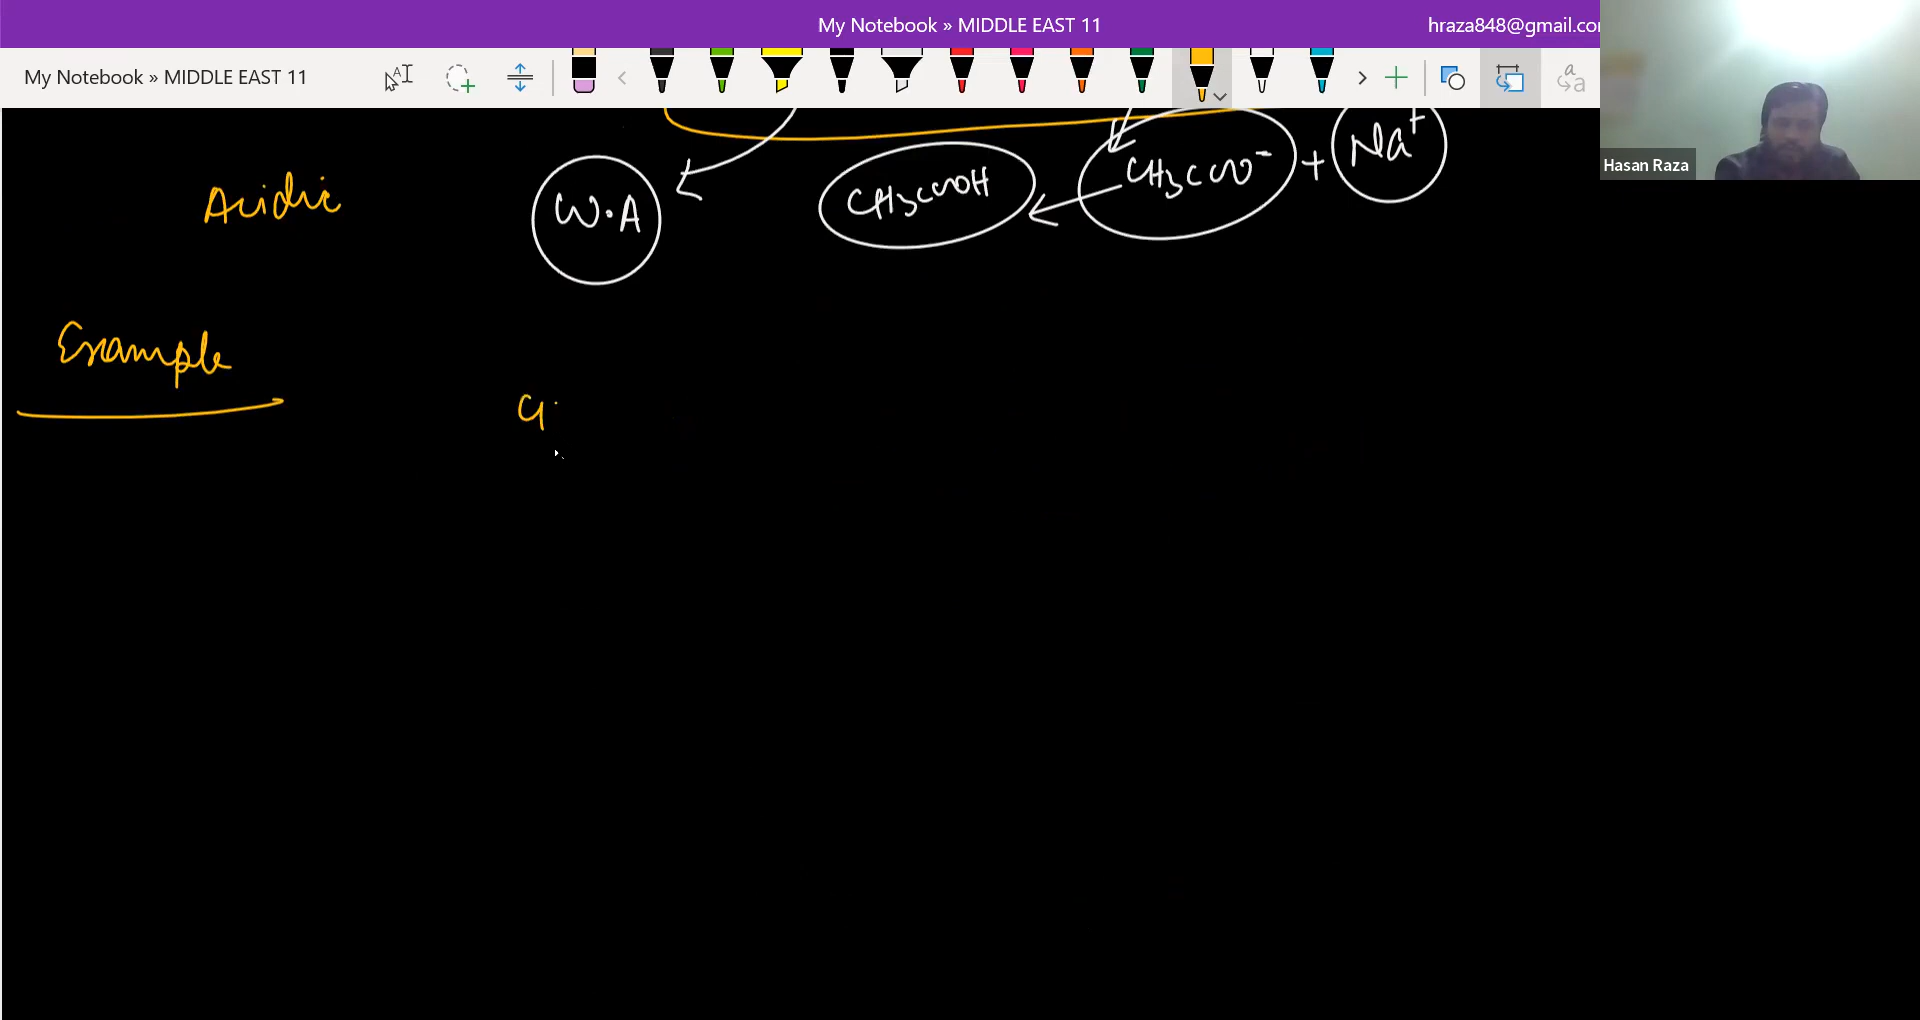 My Notebook » MIDDLE EAST 11
hraza848@gmail.co
My Notebook » MIDDLE EAST 11
Hasan Raza
Acidic
W.A
CH3COOH
CH3COO⁻ + Na⁺
Example